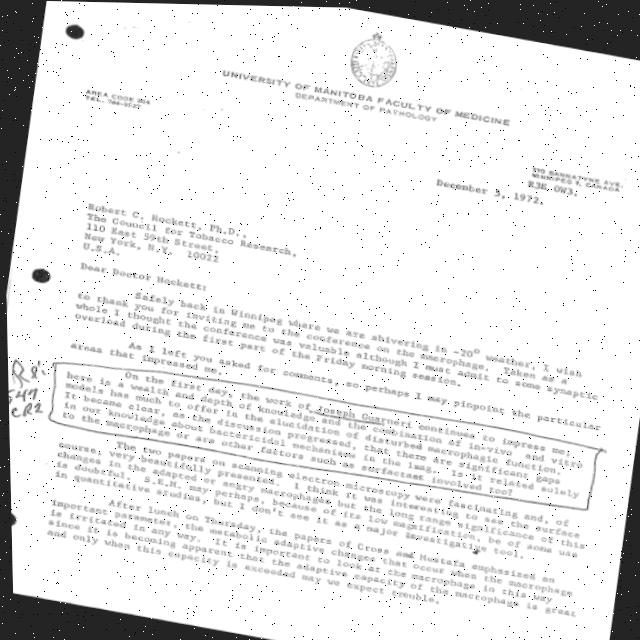 UNIVERSITY OF MANITOBA FACULTY OF MEDICINE
DEPARTMENT OF PATHOLOGY
AREA CODE 204
TEL.
770 BANNATYNE AVE.
WINNIPEG 3, CANADA
R3E 0W3.
December 5, 1972.
Robert C. Hockett, Ph.D.,
The Council for Tobacco Research,
110 East 59th Street,
New York, N.Y. 10022
U.S.A.
Dear Doctor Hockett:
Safely back in Winnipeg where we are shivering in -20° weather, I wish
to thank you for inviting me to the conference on the macrophage. Taken as a
whole I thought the conference was valuable although I must admit to some synaptic
overload during the first part of the Friday morning session.
As I left you asked for comments, so perhaps I may pinpoint the particular
areas that impressed me.
On the first day, the work of Joseph Guarneri continues to impress me;
here is a wealth and depth of knowledge and the combination of in-vivo and vitro
models has much to offer in the elucidation of disturbed macrophagic function.
It became clear, as the discussion progressed, that there are significant gaps
in our knowledge about bactericidal mechanisms in the lung. Is it related solely
to the macrophage or are other factors such as surfactant involved too?
The two papers on scanning electron microscopy were fascinating and, of
course, very beautifully presented. I think it was interesting to see the surface
changes in the adapted or angry macrophage but the long range significance of this
is doubtful. S.E.M. may perhaps, because of its low magnification, be of some use
in quantitative studies, but I don't see it as a major investigative tool.
After lunch on Thursday, the papers of Cross and Mustafa emphasised an
important parameter, the metabolic adaptive changes that occur when the macrophage
is irritated in any way. It is important to look at the macrophage in this way
since it is becoming apparent that the adaptive capacity of the macrophage is great
and only when this capacity is exceeded may we expect trouble.
547
CR2